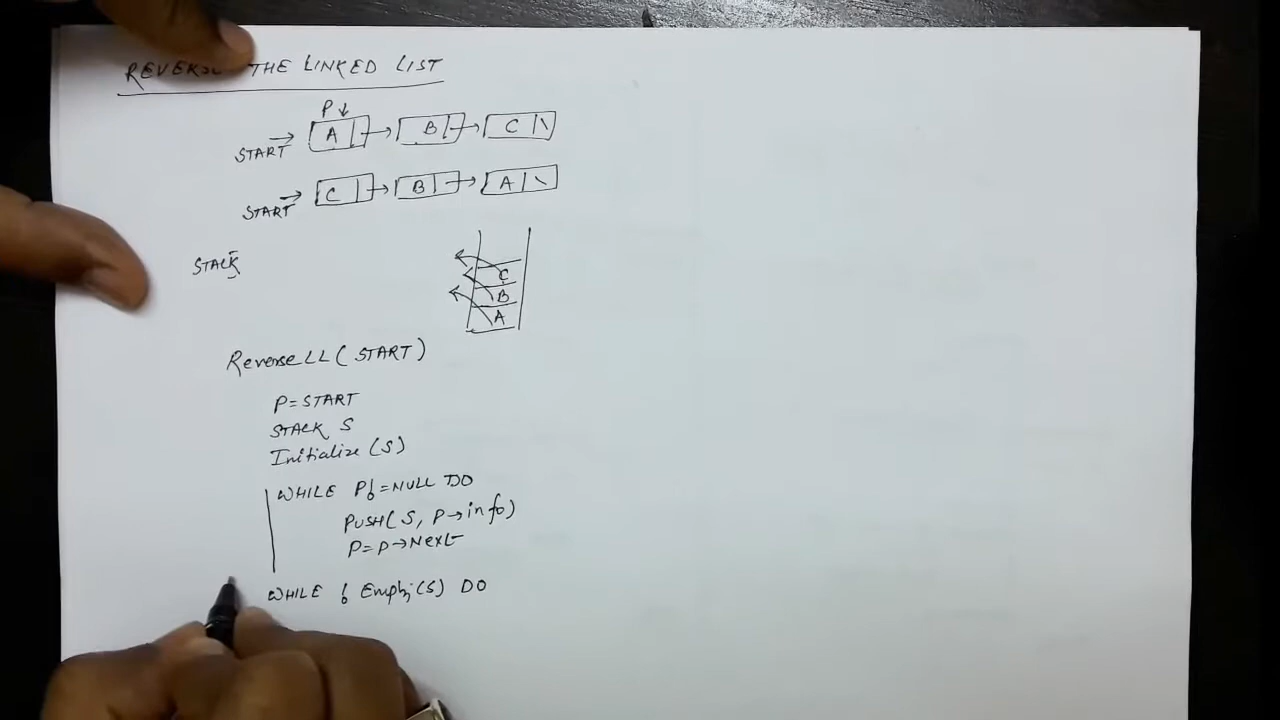 REVERSE THE LINKED LIST
P
START A B C
START C B A
STACK
C
B
A
ReverseLL(START)
P=START
STACK S
Initialize(S)
WHILE P!=NULL DO
PUSH(S, P→info)
P=P→Next
WHILE ! Empty(S) DO